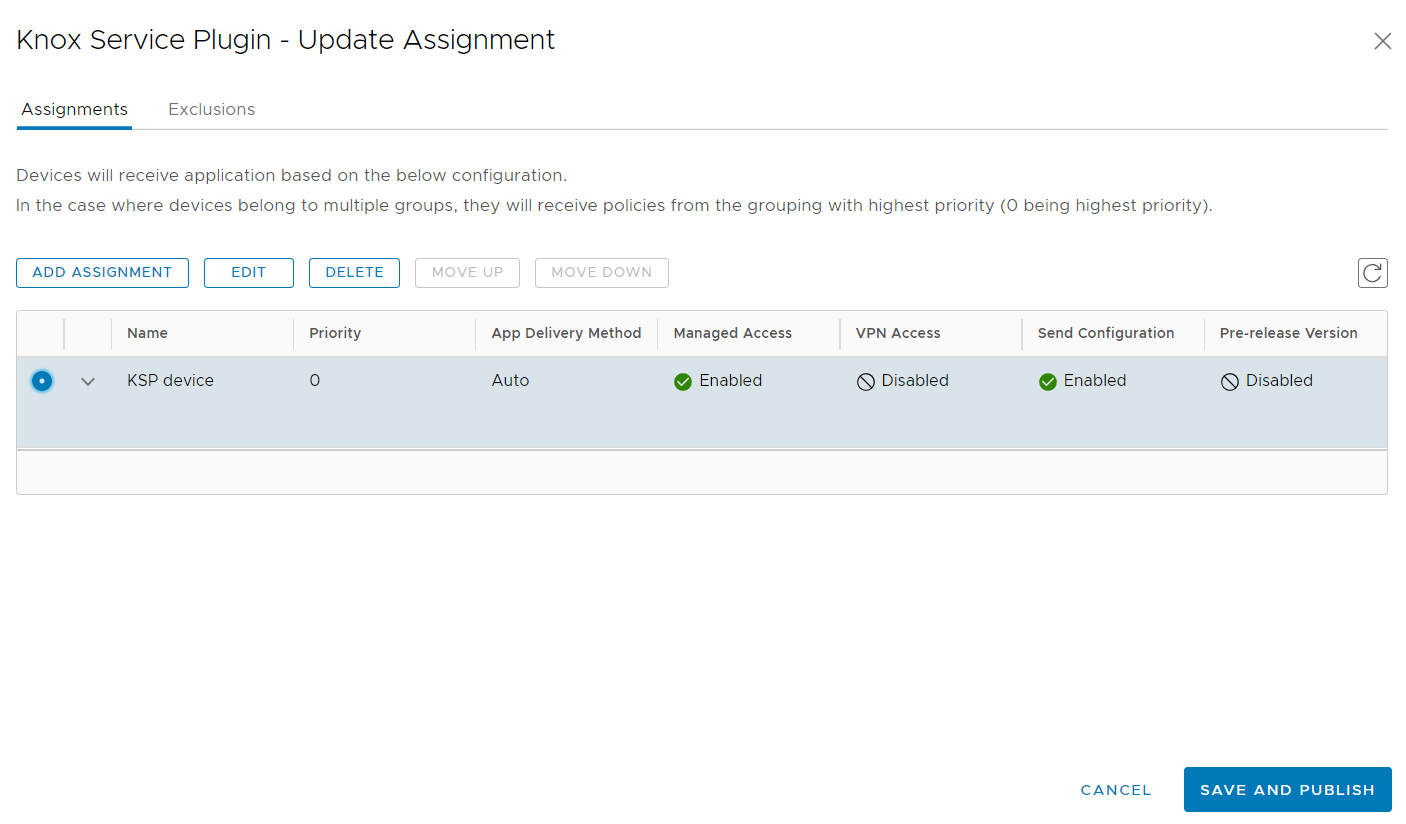 Knox Service Plugin - Update Assignment
Assignments Exclusions
Devices will receive application based on the below configuration.
In the case where devices belong to multiple groups, they will receive policies from the grouping with highest priority (0 being highest priority).
ADD ASSIGNMENT EDIT DELETE MOVE UP MOVE DOWN
Name Priority App Delivery Method Managed Access VPN Access Send Configuration Pre-release Version
KSP device 0 Auto Enabled Disabled Enabled Disabled
CANCEL SAVE AND PUBLISH